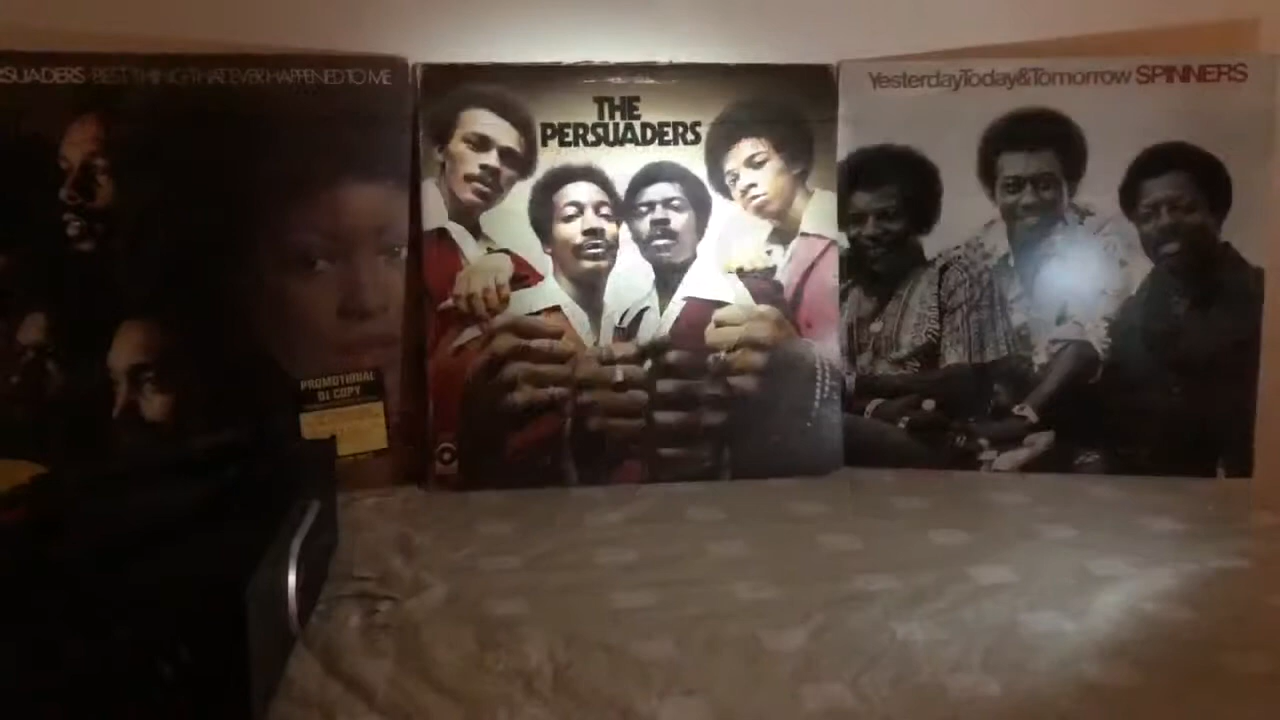 RSUADERS BEST THING THAT EVER HAPPENED TO ME
PROMOTIONAL
DJ COPY
THE
PERSUADERS
YesterdayToday&Tomorrow SPINNERS